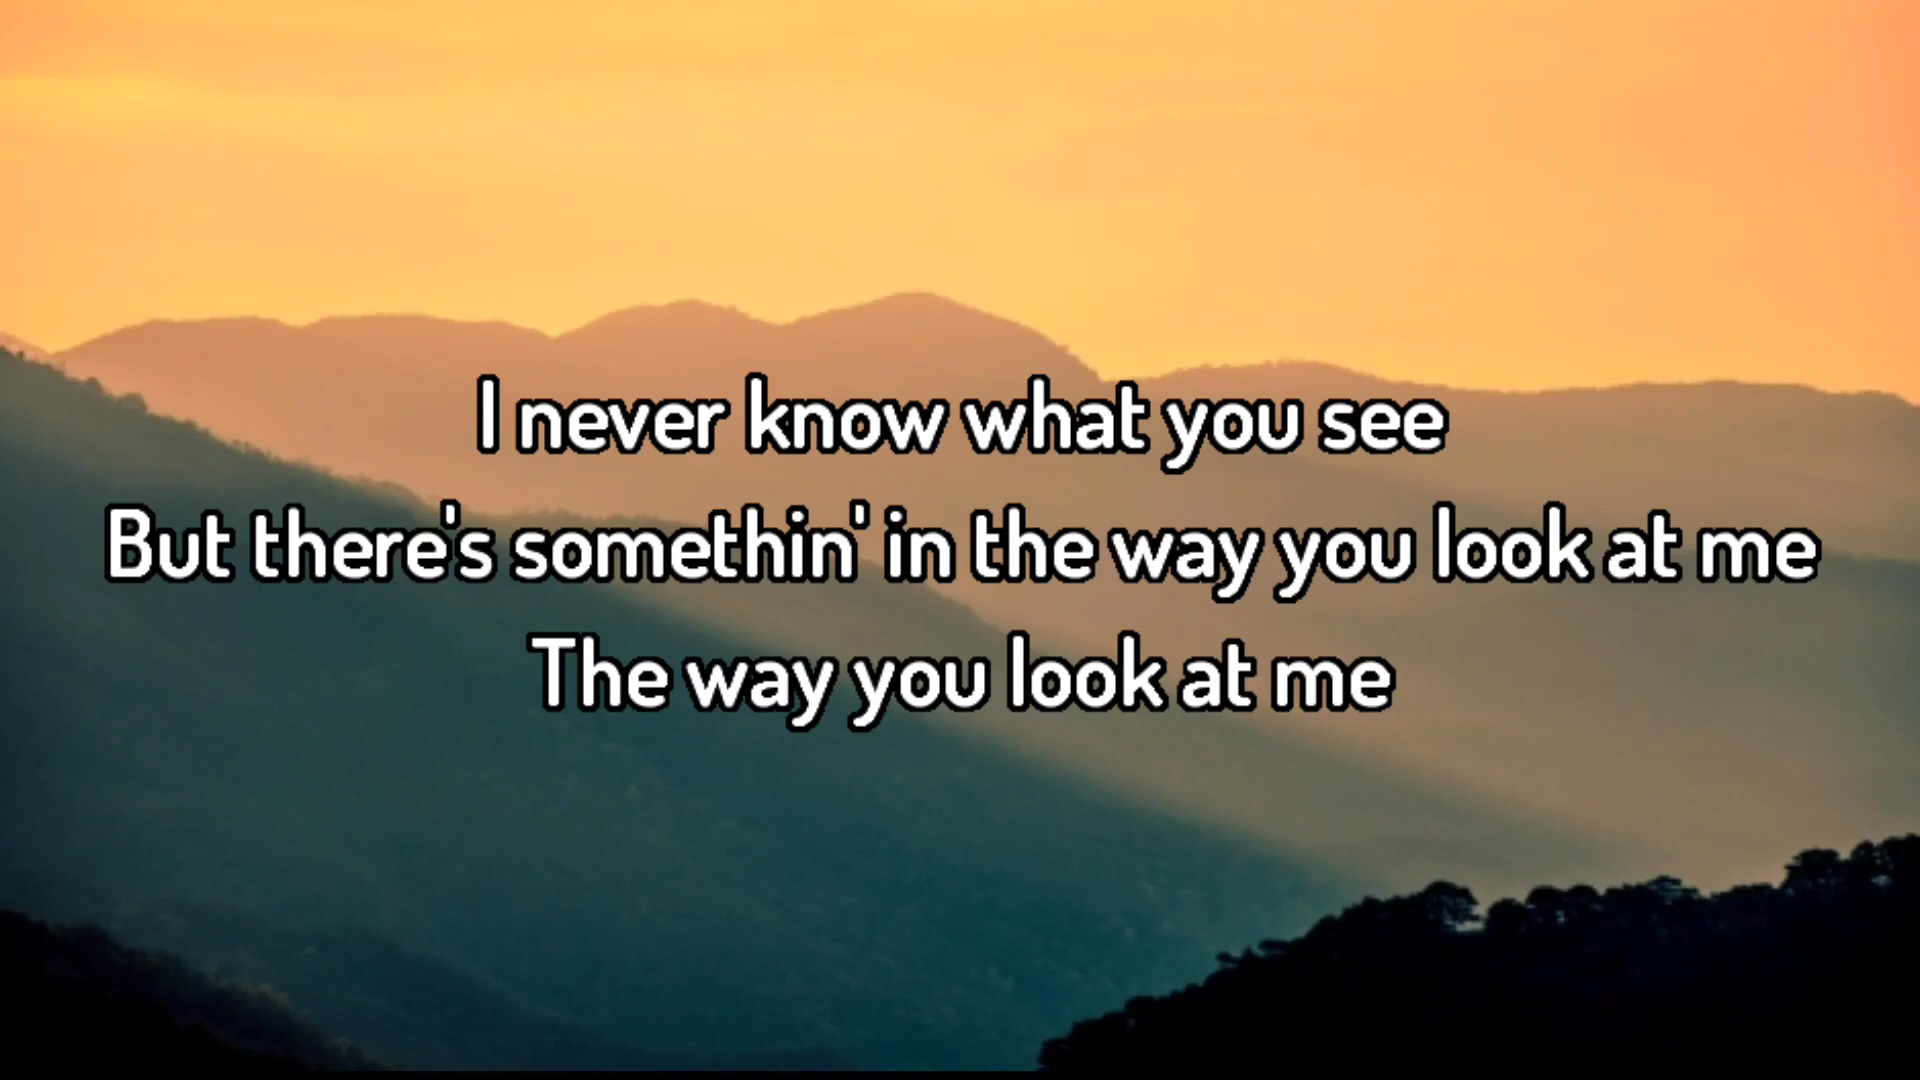 I never know what you see
But there's somethin' in the way you look at me
The way you look at me